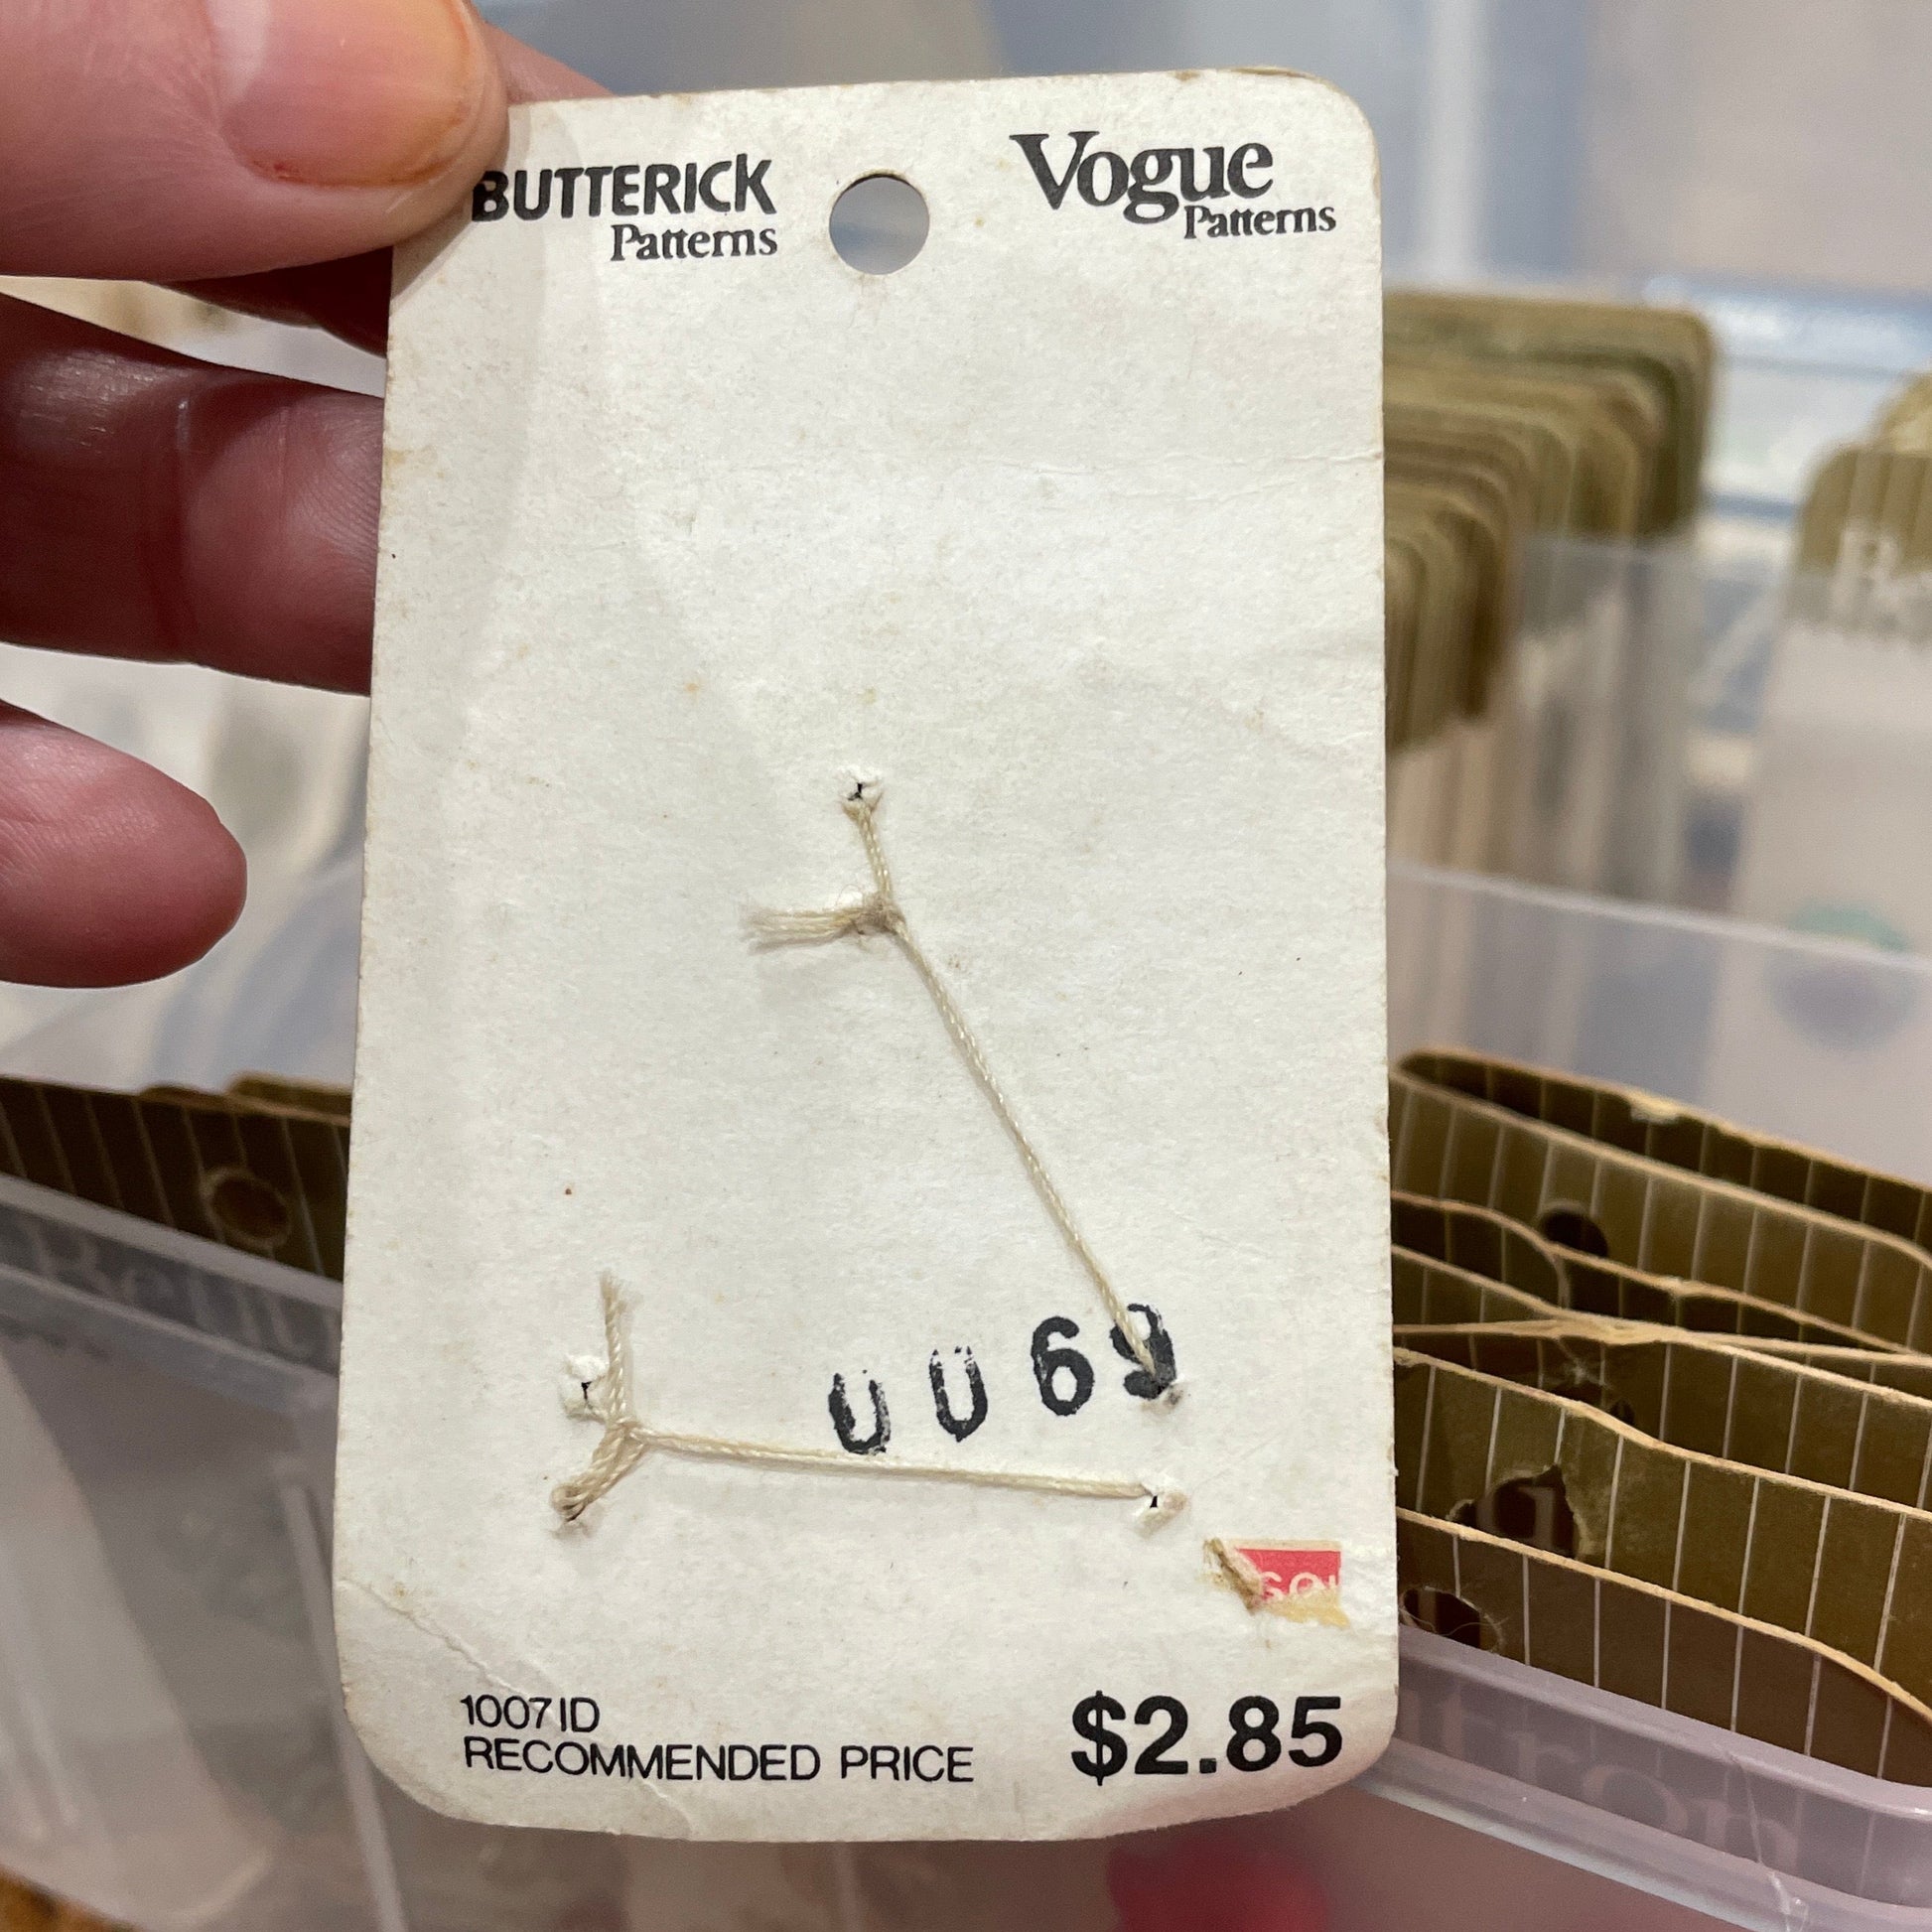 BUTTERICK
Patterns
Vogue
Patterns
UU69
1007ID
RECOMMENDED PRICE
$2.85